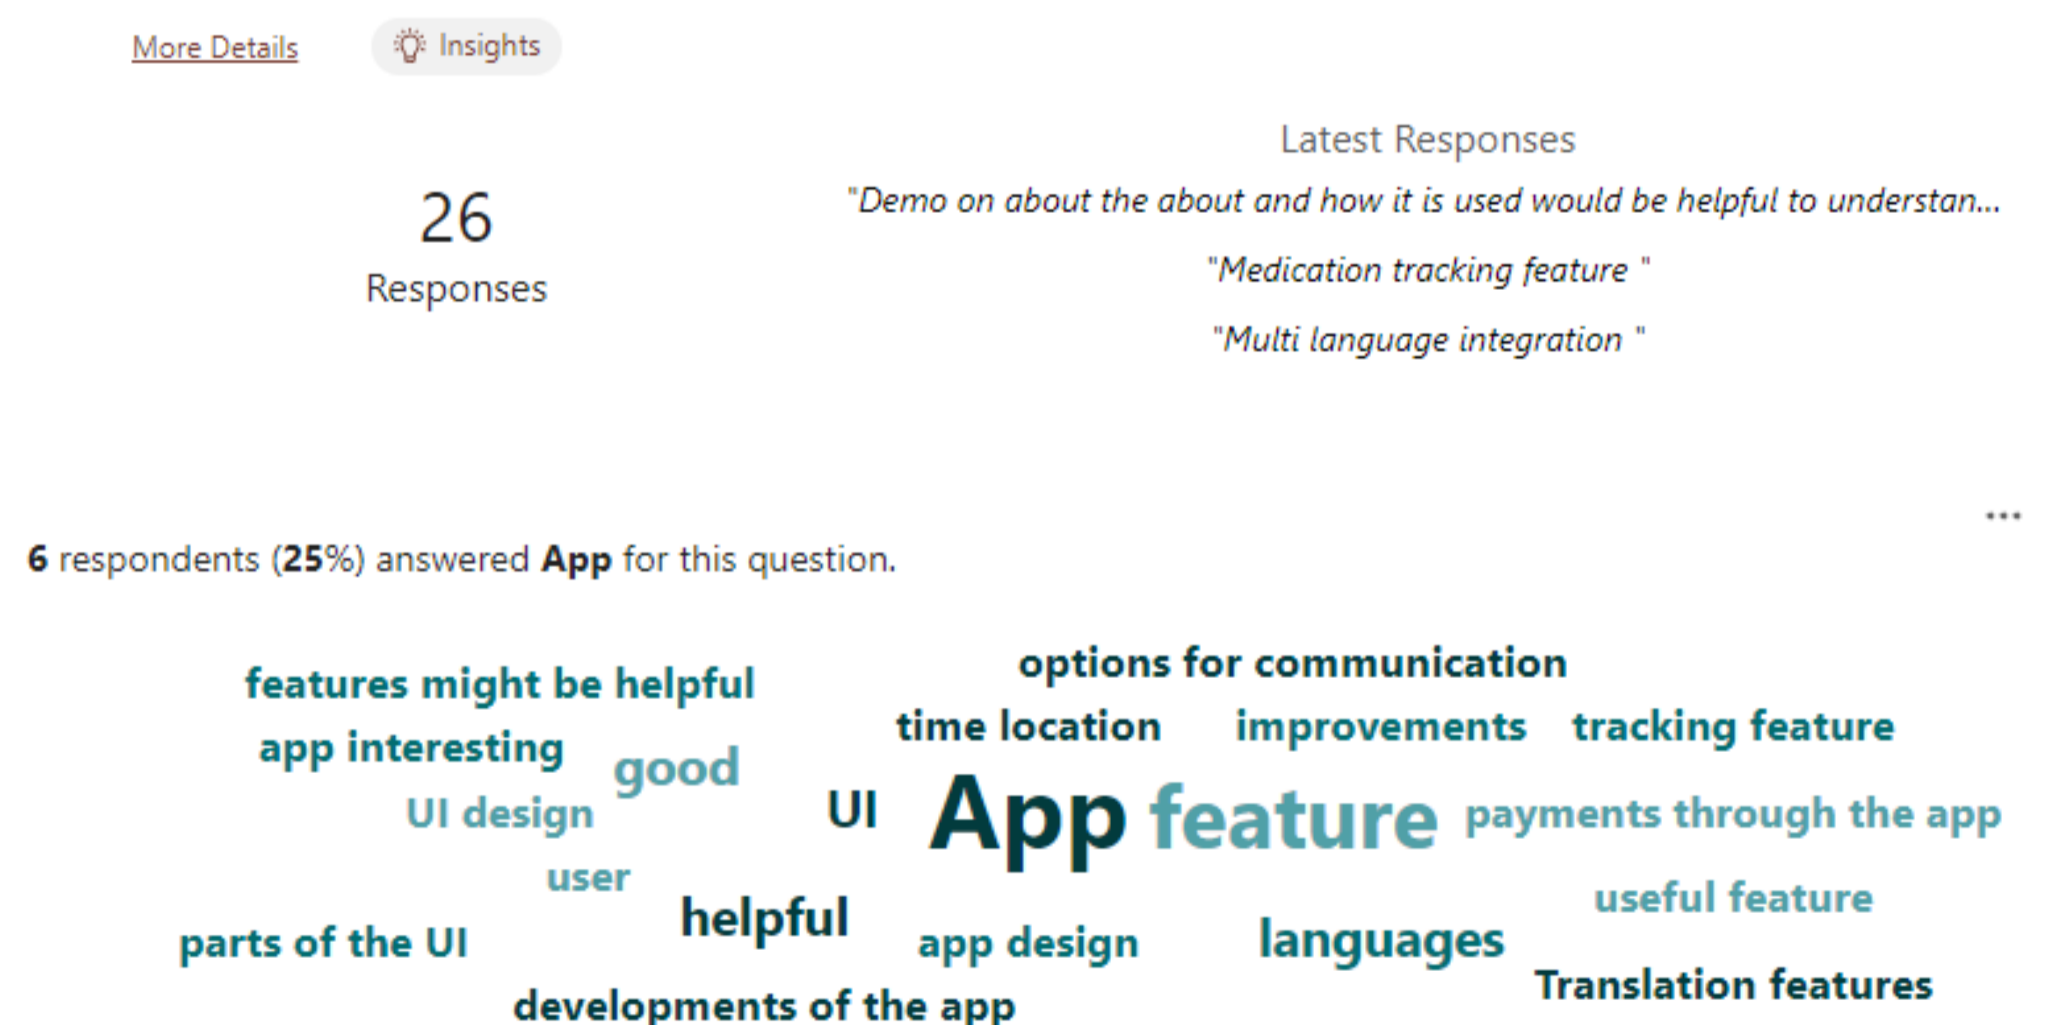 More Details
Insights
26
Responses
Latest Responses
"Demo on about the about and how it is used would be helpful to understan...
"Medication tracking feature "
"Multi language integration "
...
6 respondents (25%) answered App for this question.
options for communication
features might be helpful
time location
improvements
tracking feature
app interesting
good
UI design
UI
App
feature
payments through the app
user
useful feature
helpful
parts of the UI
app design
languages
Translation features
developments of the app